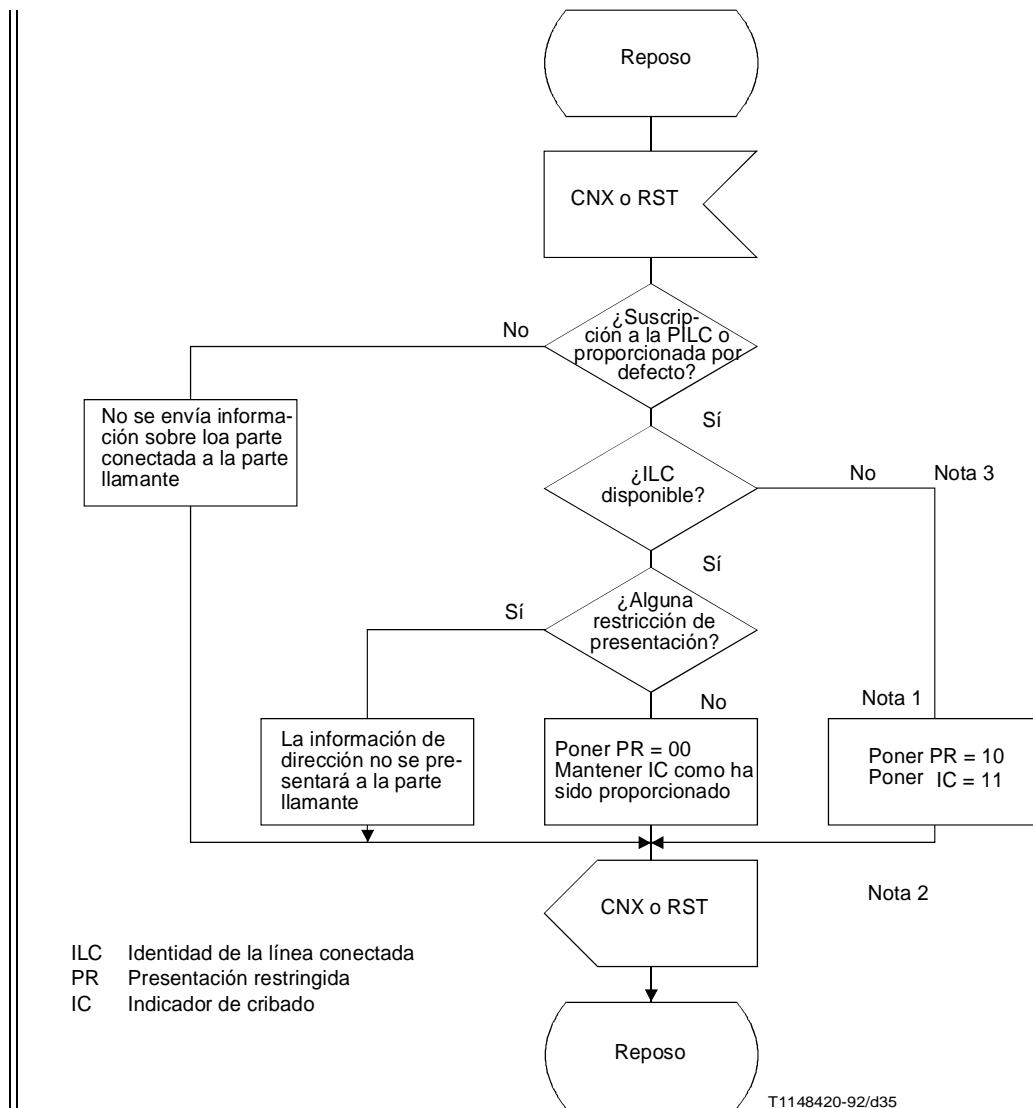 Reposo
CNX o RST
¿Suscrip-
ción a la PILC o
proporcionada por
defecto?
No
Sí
No se envía informa-
ción sobre loa parte
conectada a la parte
llamante
¿ILC
disponible?
No
Nota 3
Sí
¿Alguna
restricción de
presentación?
Sí
No
Nota 1
La información de
dirección no se pre-
sentará a la parte
llamante
Poner PR = 00
Mantener IC como ha
sido proporcionado
Poner PR = 10
Poner IC = 11
CNX o RST
Nota 2
ILC Identidad de la línea conectada
PR Presentación restringida
IC Indicador de cribado
Reposo
T1148420-92/d35